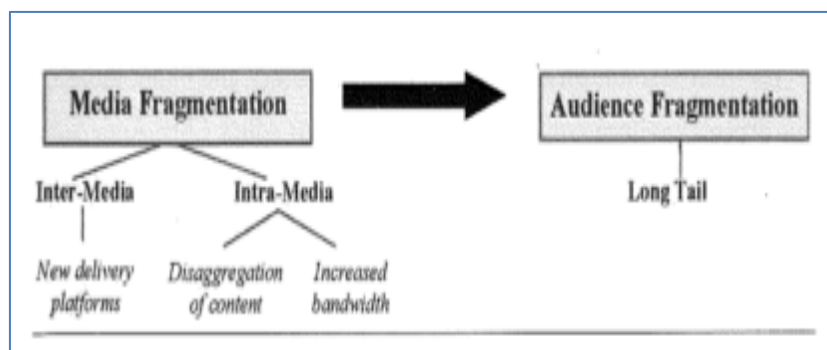 Media Fragmentation
Audience Fragmentation
Inter-Media
Intra-Media
Long Tail
New delivery
platforms
Disaggregation
of content
Increased
bandwidth